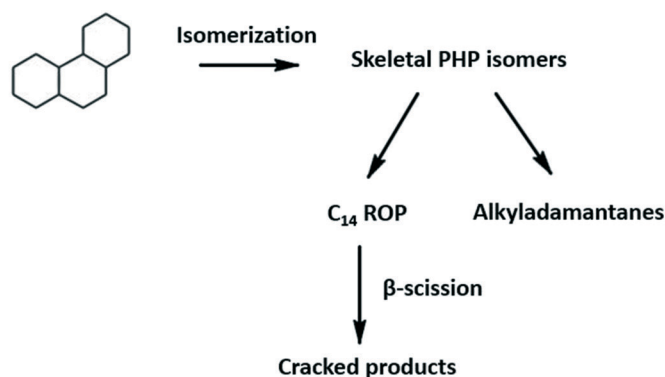 Isomerization
Skeletal PHP isomers
C₁₄ ROP
Alkyladamantanes
β-scission
Cracked products